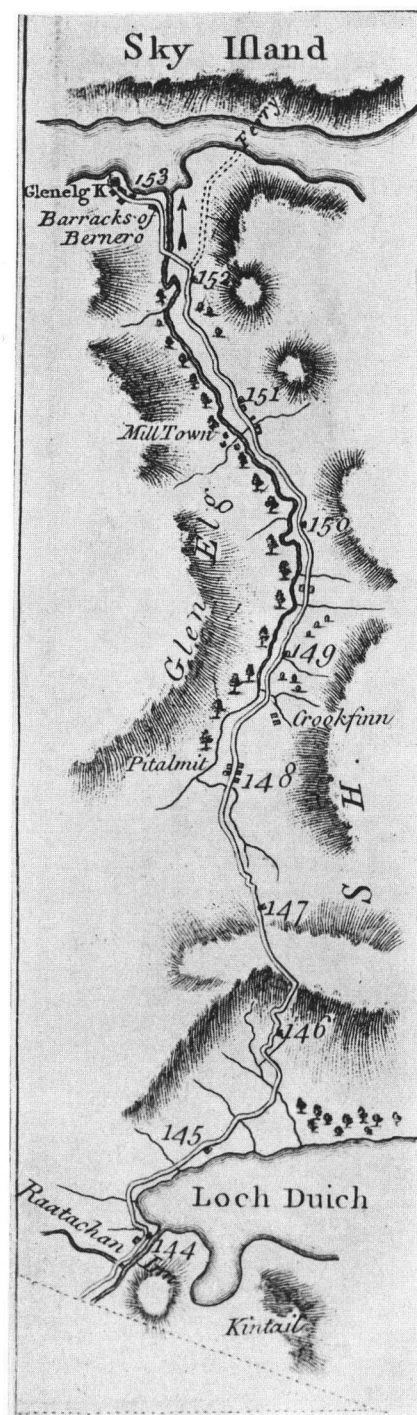 Sky Iſland
Ferry
153
Glenelg K
Barracks of
Bernero
152
151
Mill Town
150
Glen Elg
149
Crookfinn
Pitalmit
148
H.
S
147
146
145
Loch Duich
Raatachan Inn
144
Kintail